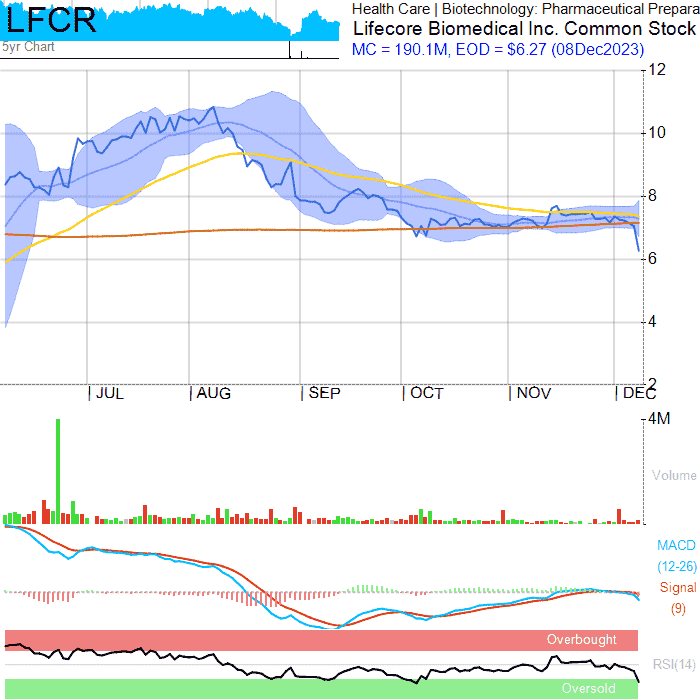 LFCR
5yr Chart
Health Care | Biotechnology: Pharmaceutical Prepara
Lifecore Biomedical Inc. Common Stock
MC = 190.1M, EOD = $6.27 (08Dec2023)
12
10
8
6
4
2
| JUL | AUG | SEP | OCT | NOV | DEC
4M
Volume
MACD
(12-26)
Signal
(9)
Overbought
RSI(14)
Oversold